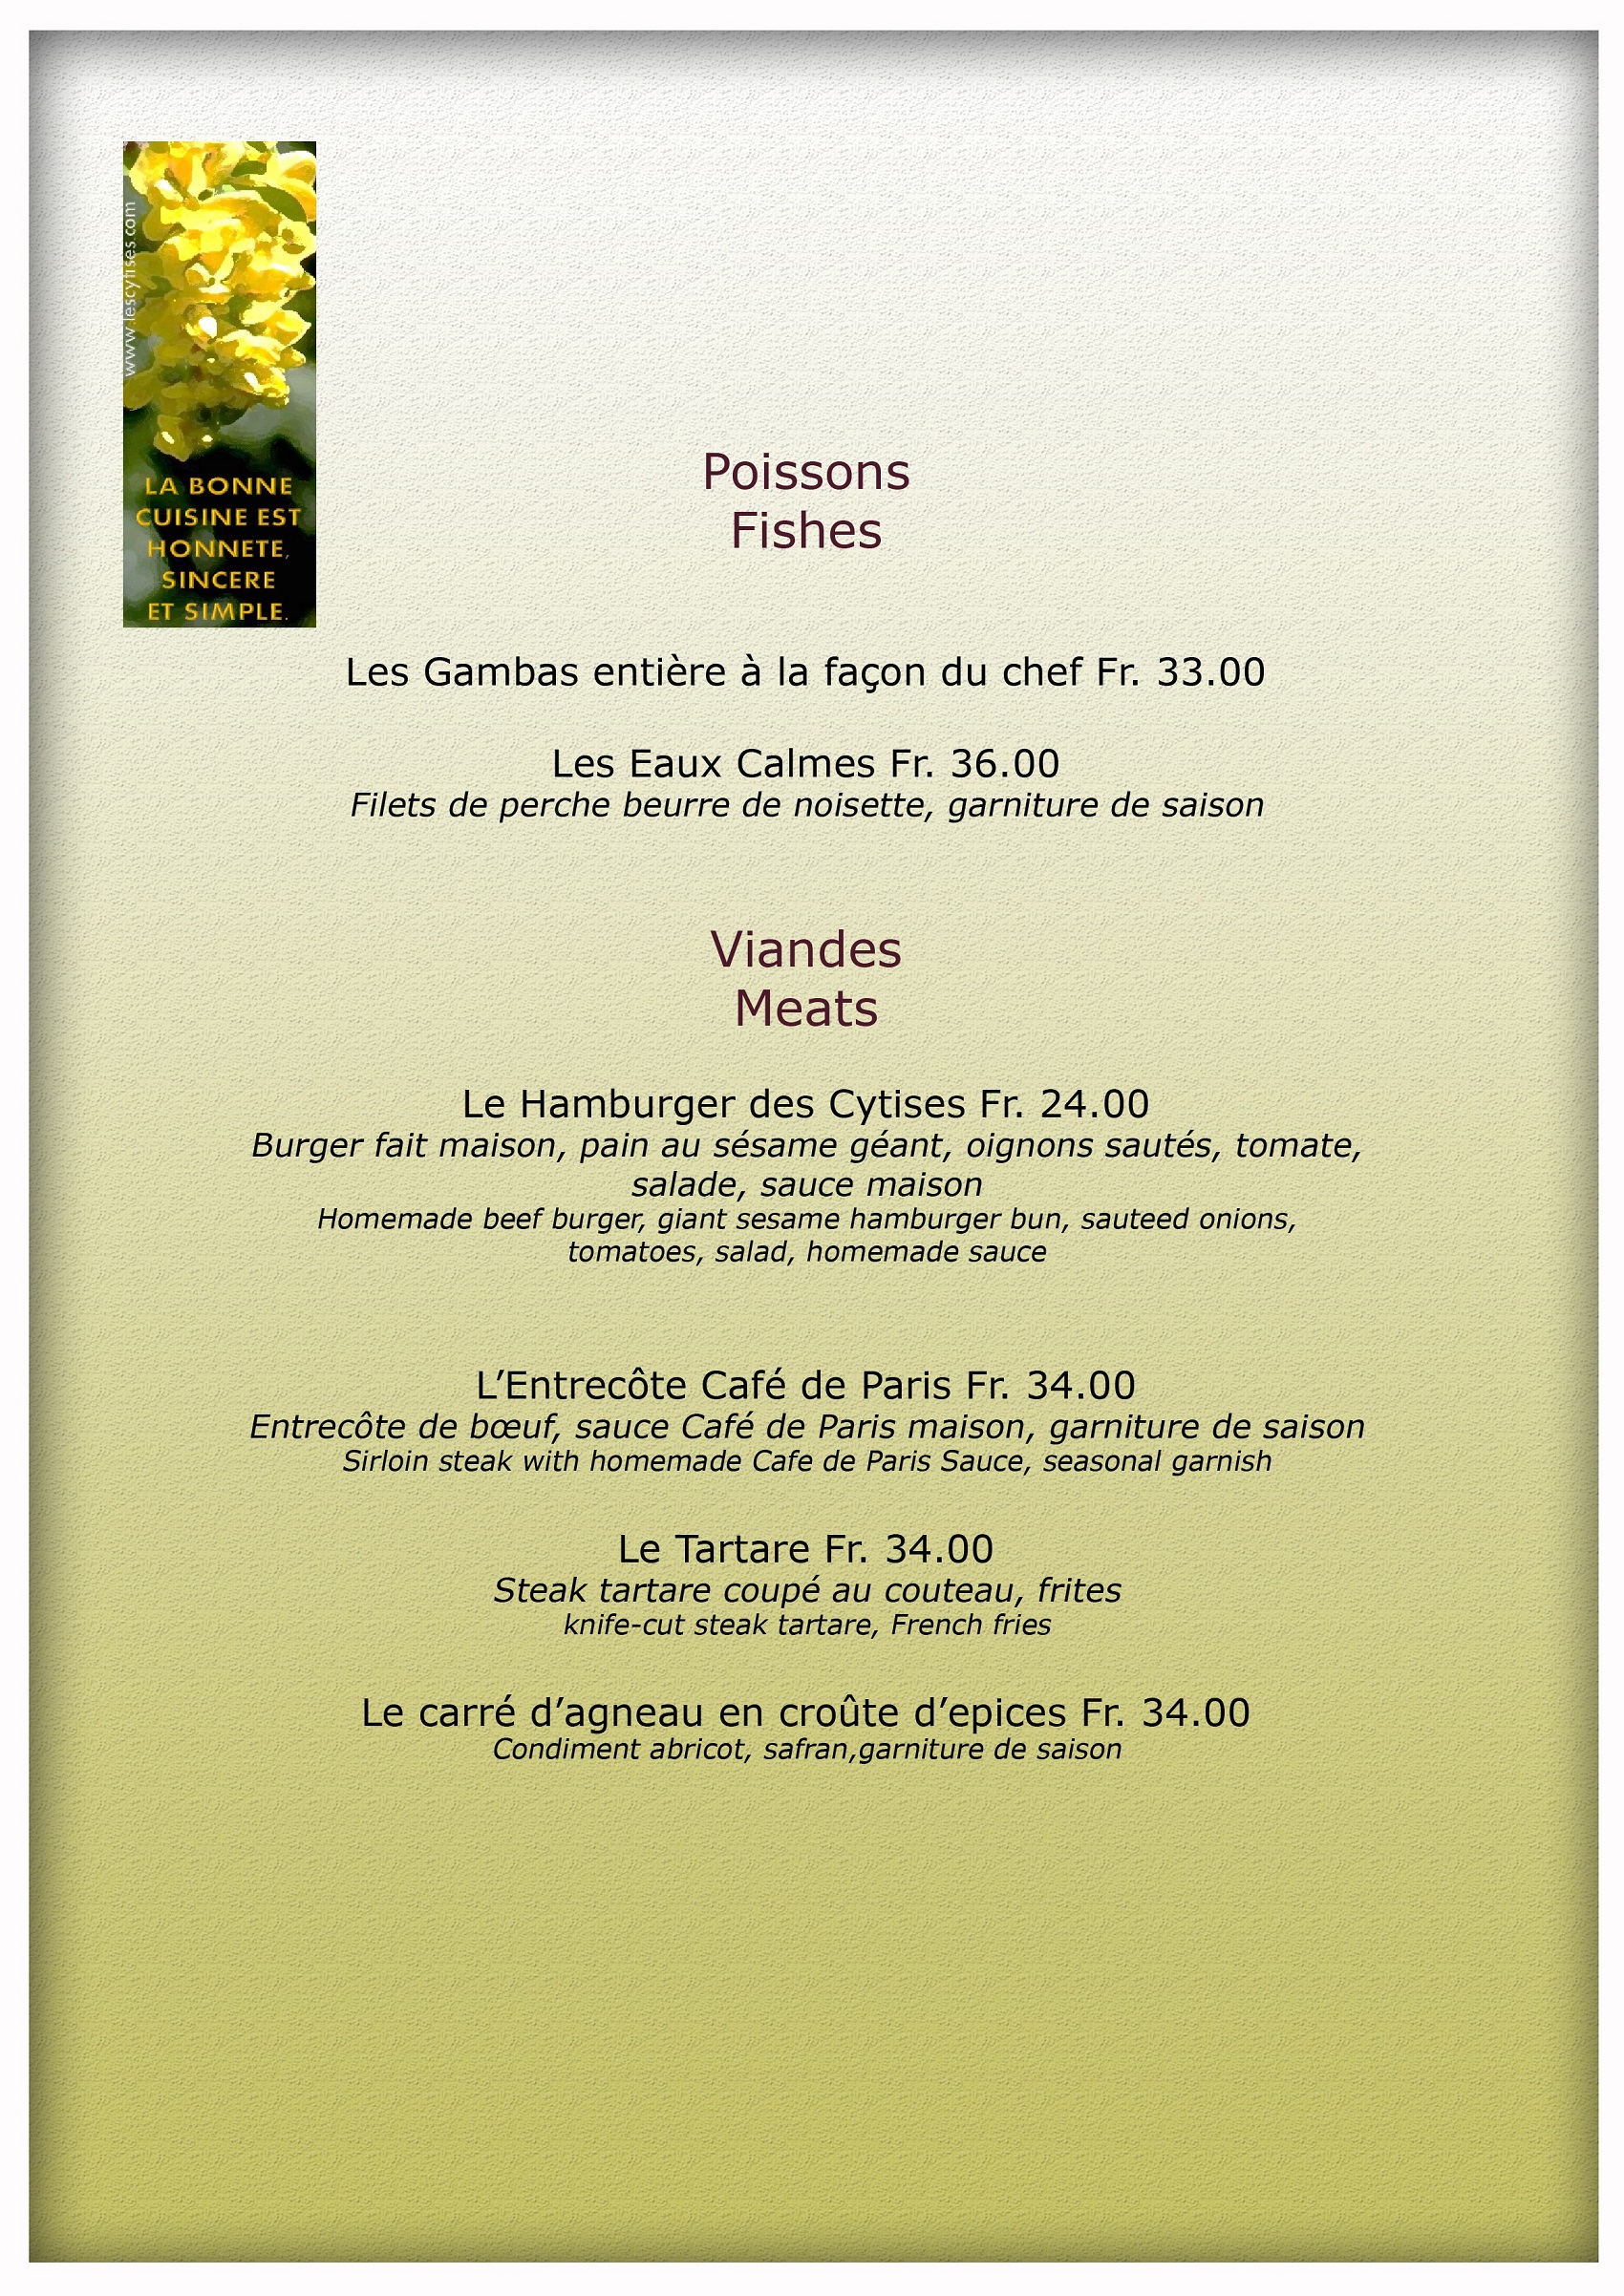 www.lescytises.com
LA BONNE
CUISINE EST
HONNETE,
SINCERE
ET SIMPLE.
Poissons
Fishes
Les Gambas entière à la façon du chef Fr. 33.00
Les Eaux Calmes Fr. 36.00
Filets de perche beurre de noisette, garniture de saison
Viandes
Meats
Le Hamburger des Cytises Fr. 24.00
Burger fait maison, pain au sésame géant, oignons sautés, tomate,
salade, sauce maison
Homemade beef burger, giant sesame hamburger bun, sauteed onions,
tomatoes, salad, homemade sauce
L’Entrecôte Café de Paris Fr. 34.00
Entrecôte de bœuf, sauce Café de Paris maison, garniture de saison
Sirloin steak with homemade Cafe de Paris Sauce, seasonal garnish
Le Tartare Fr. 34.00
Steak tartare coupé au couteau, frites
knife-cut steak tartare, French fries
Le carré d’agneau en croûte d’epices Fr. 34.00
Condiment abricot, safran,garniture de saison